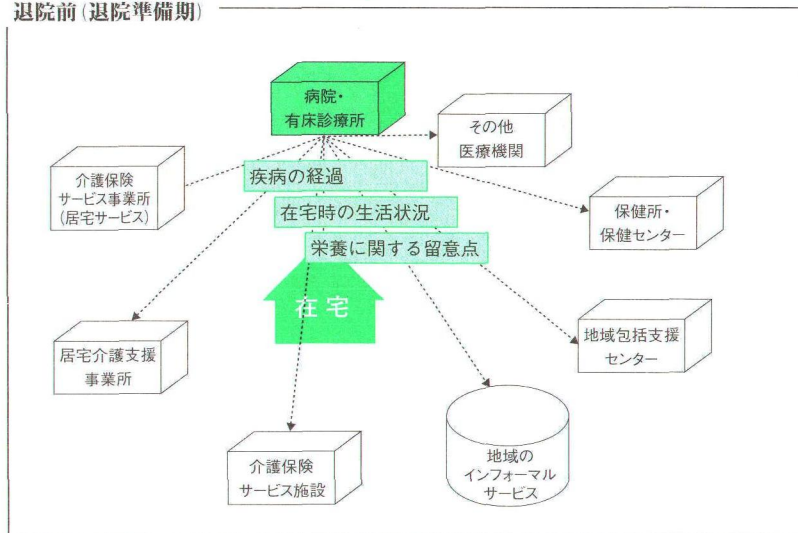 退院前(退院準備期)
病院・
有床診療所
その他
医療機関
介護保険
サービス事業所
(居宅サービス)
疾病の経過
在宅時の生活状況
栄養に関する留意点
保健所・
保健センター
在宅
地域包括支援
センター
居宅介護支援
事業所
介護保険
サービス施設
地域の
インフォーマル
サービス